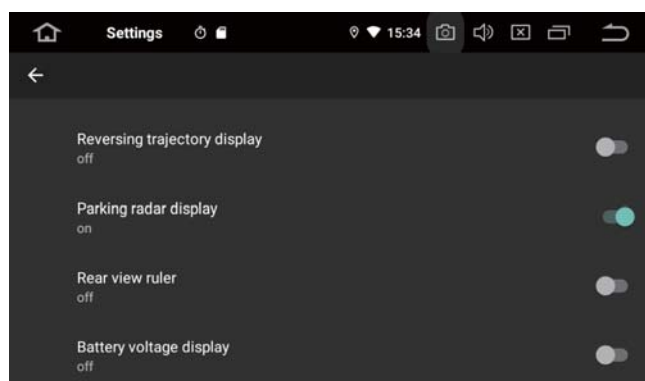 Settings 15:34
Reversing trajectory display
off
Parking radar display
on
Rear view ruler
off
Battery voltage display
off